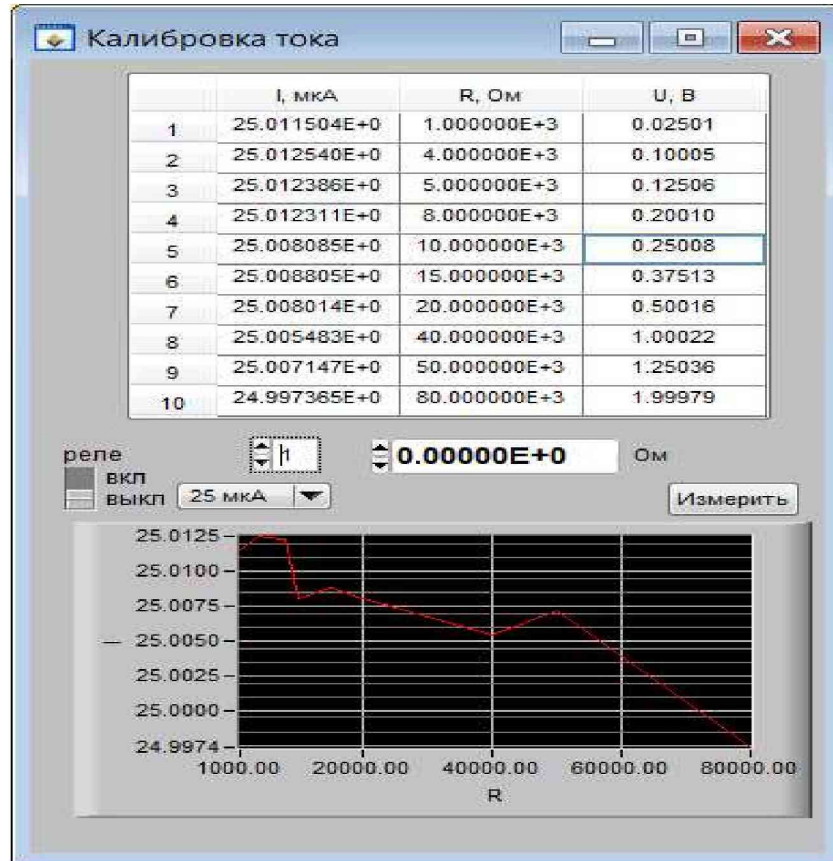 Калибровка тока
I, мкА R, Ом U, В
1 25.011504E+0 1.000000E+3 0.02501
2 25.012540E+0 4.000000E+3 0.10005
3 25.012386E+0 5.000000E+3 0.12506
4 25.012311E+0 8.000000E+3 0.20010
5 25.008085E+0 10.000000E+3 0.25008
6 25.008805E+0 15.000000E+3 0.37513
7 25.008014E+0 20.000000E+3 0.50016
8 25.005483E+0 40.000000E+3 1.00022
9 25.007147E+0 50.000000E+3 1.25036
10 24.997365E+0 80.000000E+3 1.99979
реле 1 0.00000E+0 Ом
вкл
выкл 25 мкА Измерить
25.0125
25.0100
25.0075
I 25.0050
25.0025
25.0000
24.9974
1000.00 20000.00 40000.00 60000.00 80000.00
R